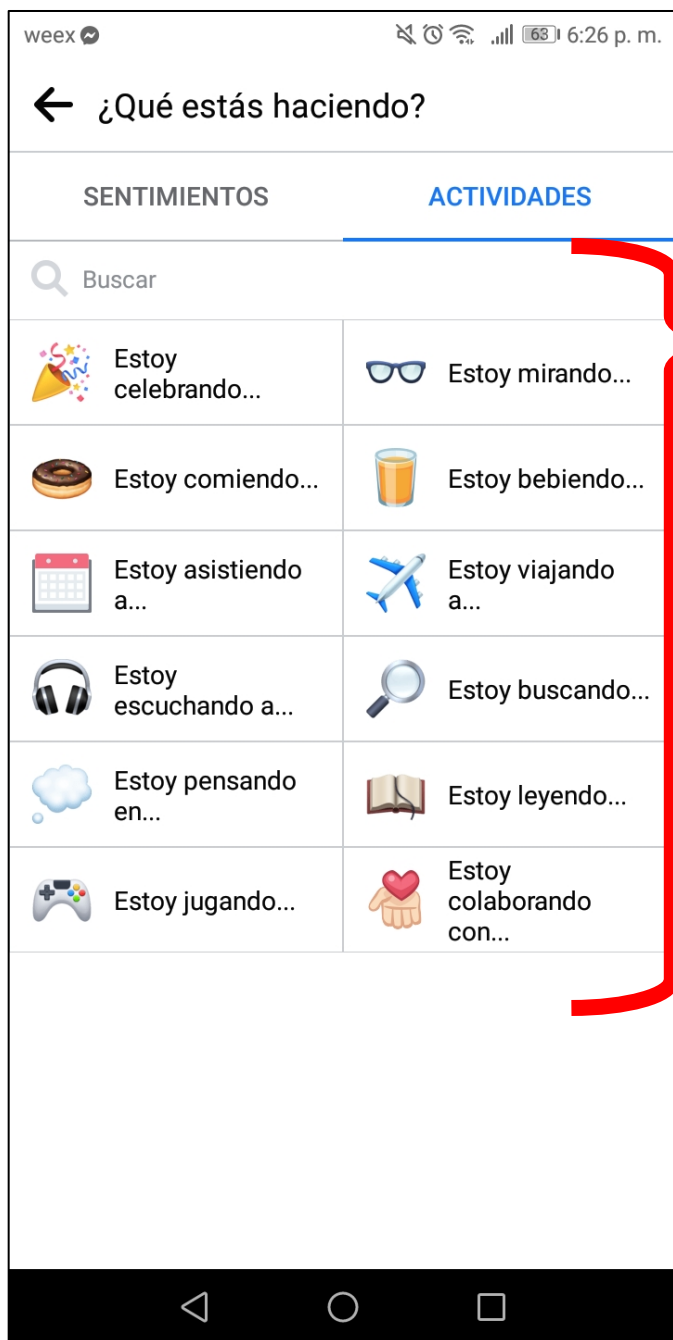 weex 63 6:26 p. m.
¿Qué estás haciendo?
SENTIMIENTOS ACTIVIDADES
Buscar
Estoy
celebrando...
Estoy mirando...
Estoy comiendo...
Estoy bebiendo...
Estoy asistiendo
a...
Estoy viajando
a...
Estoy
escuchando a...
Estoy buscando...
Estoy pensando
en...
Estoy leyendo...
Estoy jugando...
Estoy
colaborando
con...